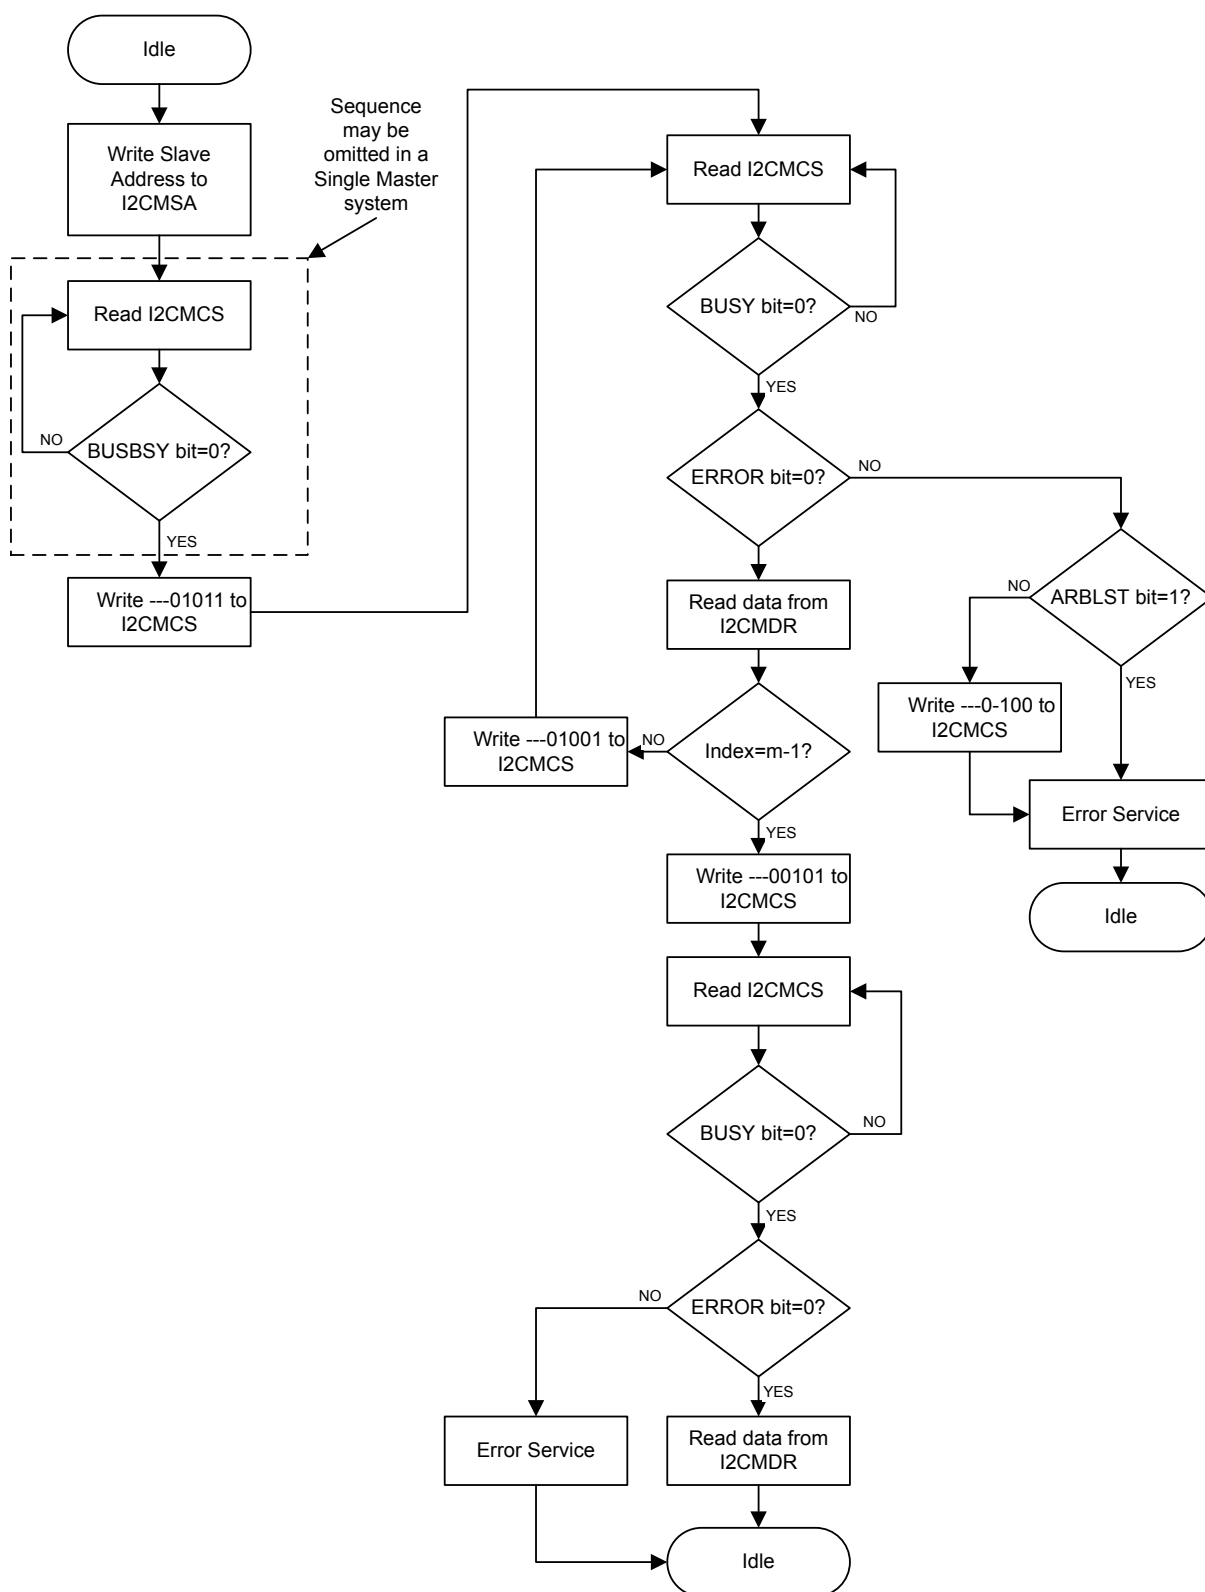 Idle
Write Slave
Address to
I2CMSA
Sequence
may be
omitted in a
Single Master
system
Read I2CMCS
BUSBSY bit=0?
NO
YES
Write ---01011 to
I2CMCS
Read I2CMCS
BUSY bit=0?
NO
YES
ERROR bit=0?
NO
YES
ARBLST bit=1?
NO
YES
Write ---0-100 to
I2CMCS
Error Service
Idle
Read data from
I2CMDR
Index=m-1?
NO
Write ---01001 to
I2CMCS
YES
Write ---00101 to
I2CMCS
Read I2CMCS
BUSY bit=0?
NO
YES
ERROR bit=0?
NO
YES
Error Service
Read data from
I2CMDR
Idle